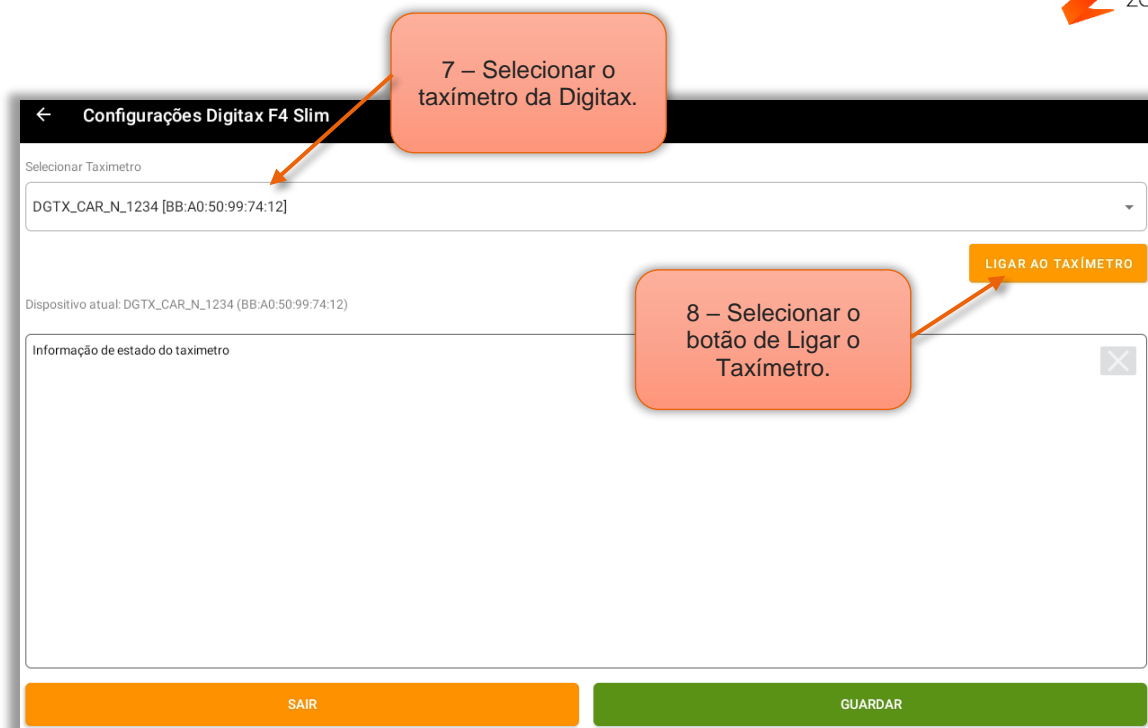 7 – Selecionar o
taxímetro da Digitax.
Configurações Digitax F4 Slim
Selecionar Taximetro
DGTX_CAR_N_1234 [BB:A0:50:99:74:12]
LIGAR AO TAXÍMETRO
Dispositivo atual: DGTX_CAR_N_1234 (BB:A0:50:99:74:12)
8 – Selecionar o
botão de Ligar o
Taxímetro.
Informação de estado do taximetro
SAIR
GUARDAR